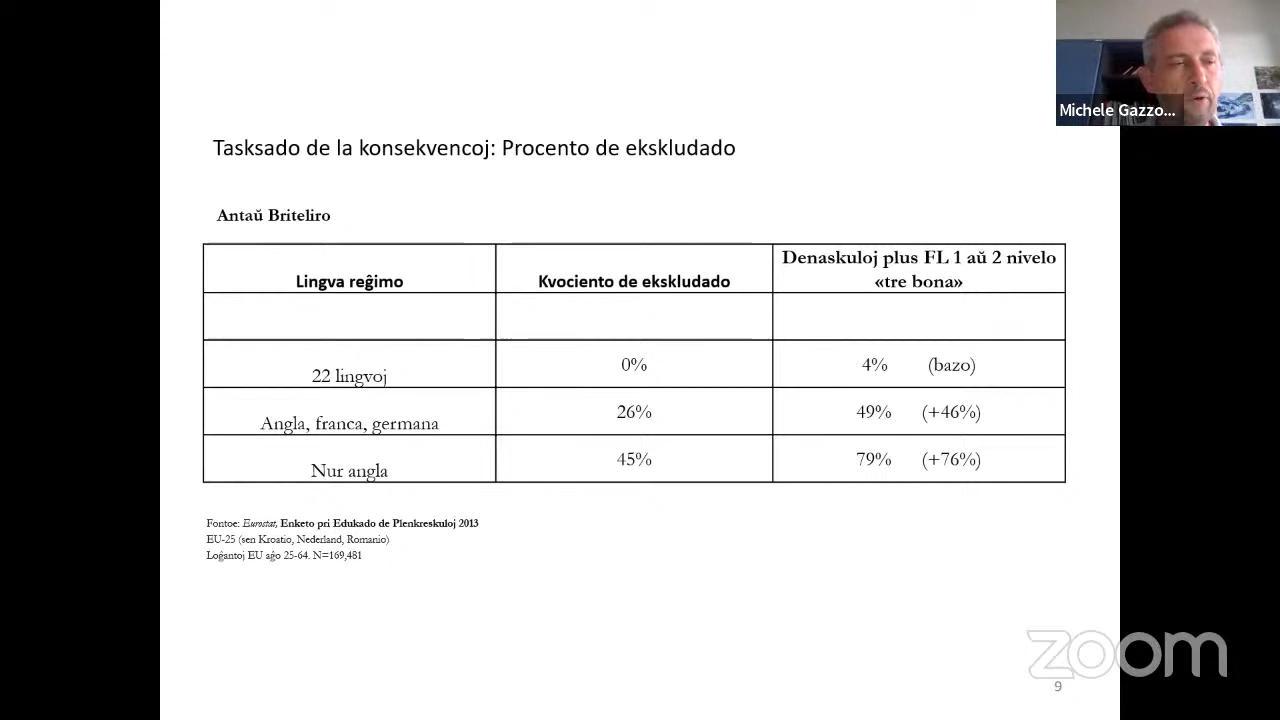 Michele Gazzo...
Tasksado de la konsekvencoj: Procento de ekskludado
Antaŭ Briteliro
Lingva reĝimo Kvociento de ekskludado Denaskuloj plus FL 1 aŭ 2 nivelo
«tre bona»
22 lingvoj 0% 4% (bazo)
Angla, franca, germana 26% 49% (+46%)
Nur angla 45% 79% (+76%)
Fontoe: Eurostat, Enketo pri Edukado de Plenkreskuloj 2013
EU-25 (sen Kroatio, Nederland, Romanio)
Loĝantoj EU aĝo 25-64. N=169,481
zoom
9